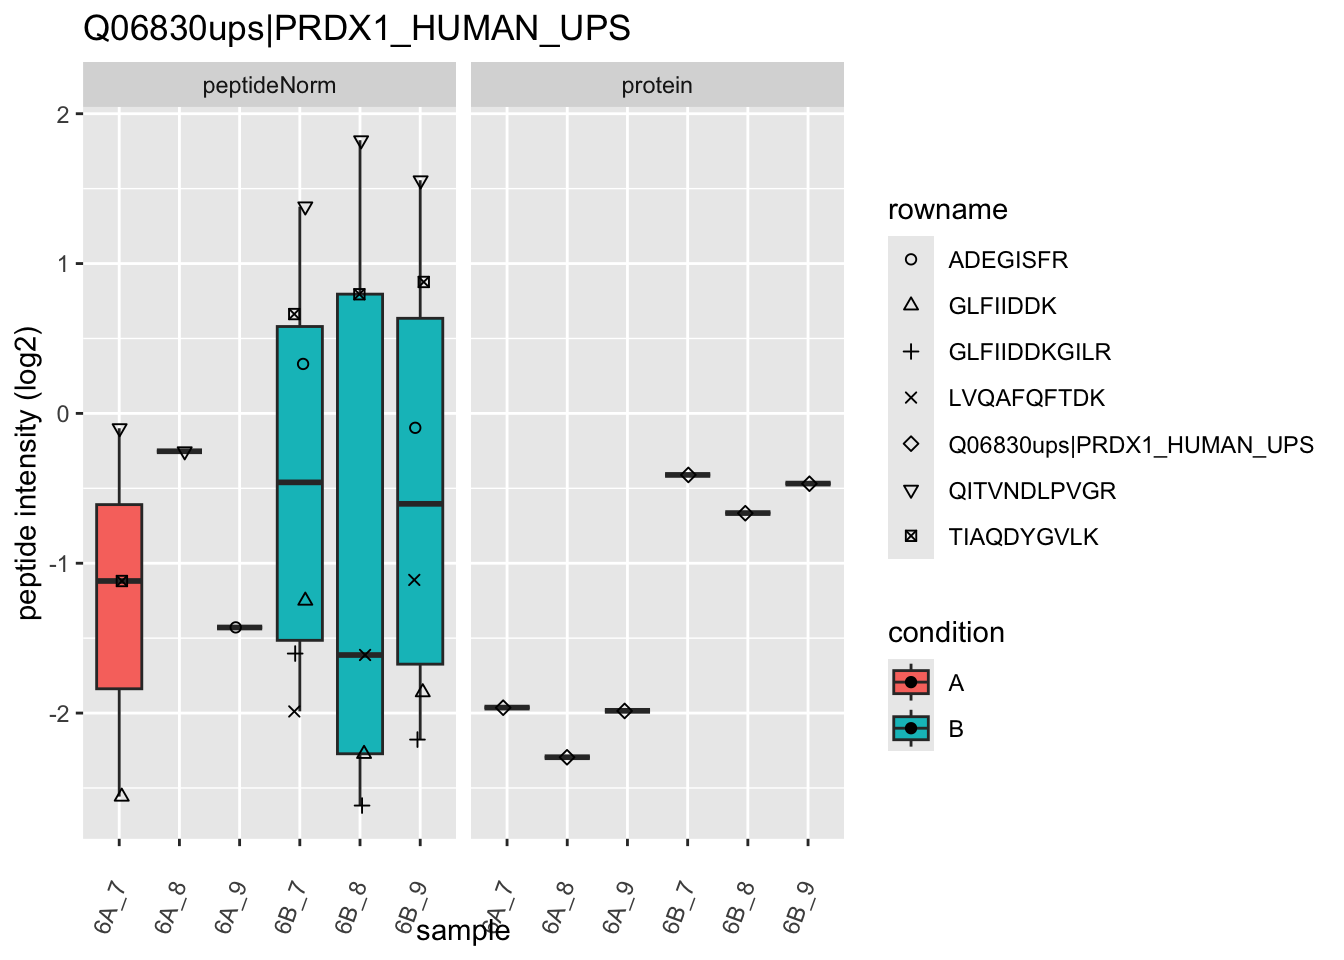 Q06830ups|PRDX1_HUMAN_UPS
peptideNorm
protein
peptide intensity (log2)
2
1
0
-1
-2
6A_7
6A_8
6A_9
6B_7
6B_8
6B_9
6A_7
6A_8
6A_9
6B_7
6B_8
6B_9
sample
rowname
ADEGISFR
GLFIIDDK
GLFIIDDKGILR
LVQAFQFTDK
Q06830ups|PRDX1_HUMAN_UPS
QITVNDLPVGR
TIAQDYGVLK
condition
A
B